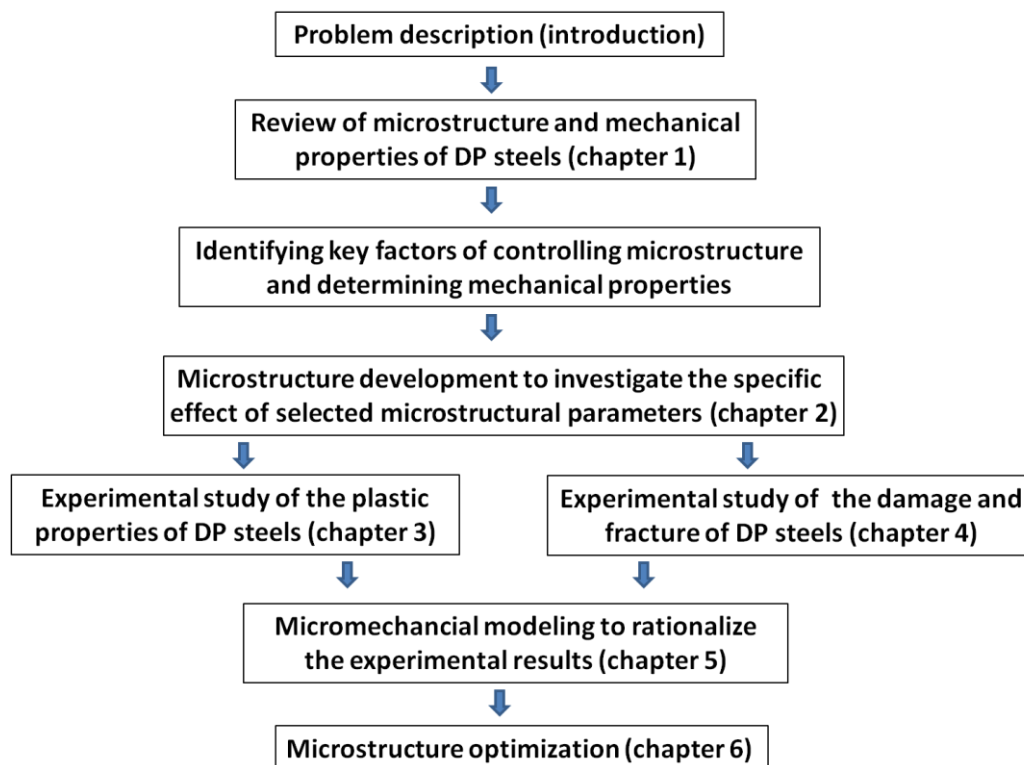 Problem description (introduction)
Review of microstructure and mechanical
properties of DP steels (chapter 1)
Identifying key factors of controlling microstructure
and determining mechanical properties
Microstructure development to investigate the specific
effect of selected microstructural parameters (chapter 2)
Experimental study of the plastic
properties of DP steels (chapter 3)
Experimental study of the damage and
fracture of DP steels (chapter 4)
Micromechancial modeling to rationalize
the experimental results (chapter 5)
Microstructure optimization (chapter 6)